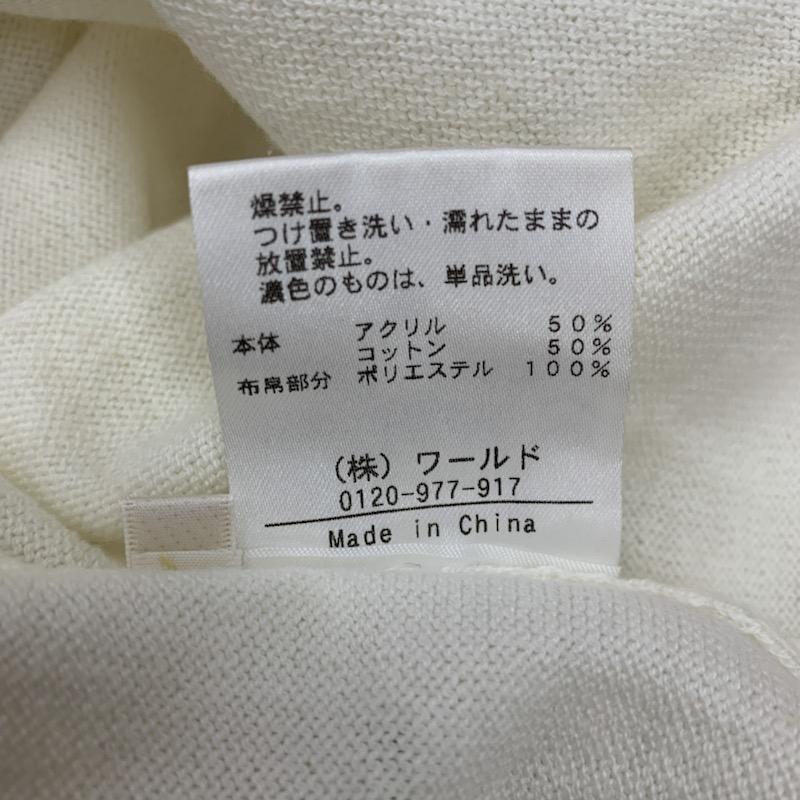 燥禁止。
つけ置き洗い・濡れたままの
放置禁止。
濃色のものは、単品洗い。
本体 アクリル 50%
コットン 50%
布帛部分 ポリエステル 100%
(株) ワールド
0120-977-917
Made in China